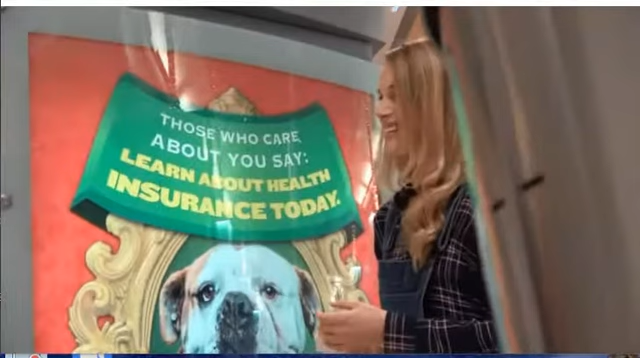 THOSE WHO CARE
ABOUT YOU SAY:
LEARN ABOUT HEALTH
INSURANCE TODAY.